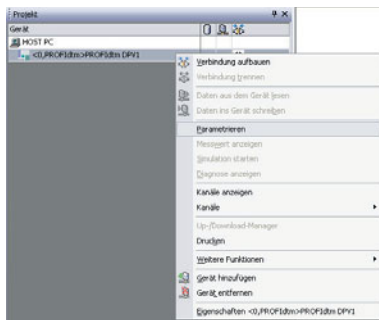 Projekt
Gerät
HOST PC
<0,PROFIdtm>PROFIdtm DPV1
Verbindung aufbauen
Verbindung trennen
Daten aus dem Gerät lesen
Daten ins Gerät schreiben
Parametrieren
Messwert anzeigen
Simulation starten
Diagnose anzeigen
Kanäle anzeigen
Kanäle
Up-/Download-Manager
Drucken
Weitere Funktionen
Gerät hinzufügen
Gerät entfernen
Eigenschaften <0,PROFIdtm>PROFIdtm DPV1